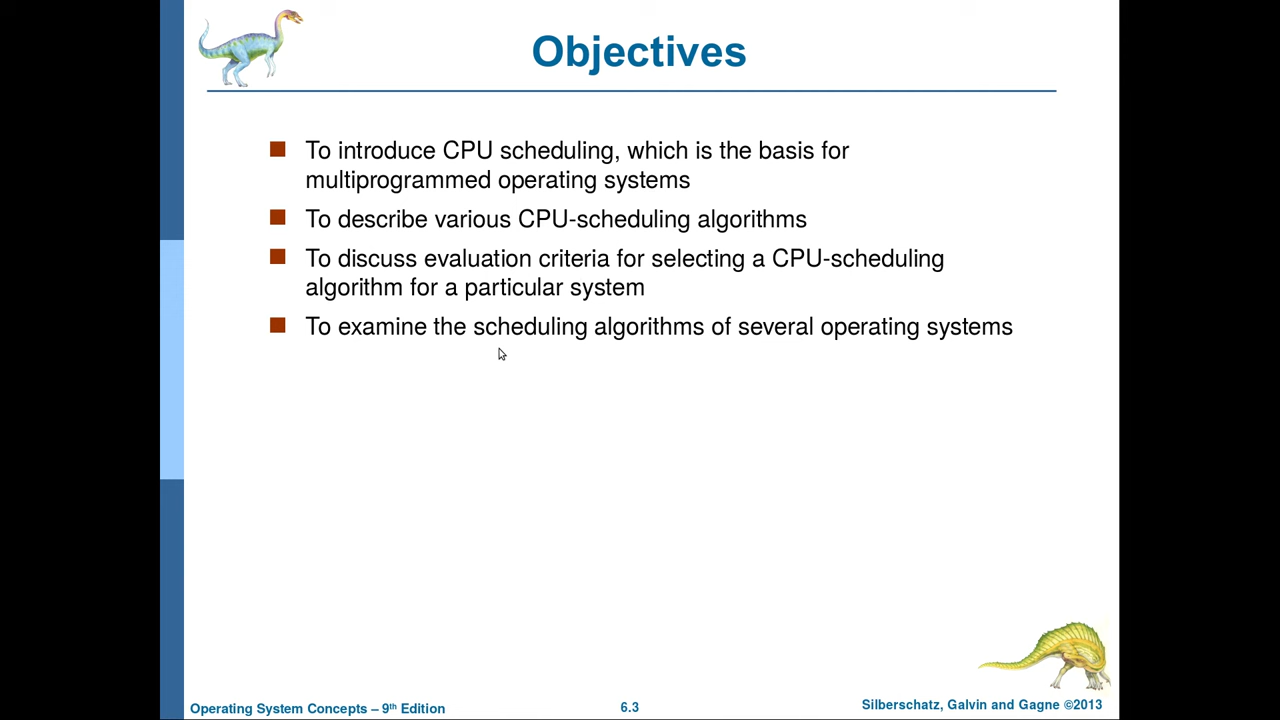 Objectives
To introduce CPU scheduling, which is the basis for
multiprogrammed operating systems
To describe various CPU-scheduling algorithms
To discuss evaluation criteria for selecting a CPU-scheduling
algorithm for a particular system
To examine the scheduling algorithms of several operating systems
Operating System Concepts – 9th Edition
6.3
Silberschatz, Galvin and Gagne ©2013